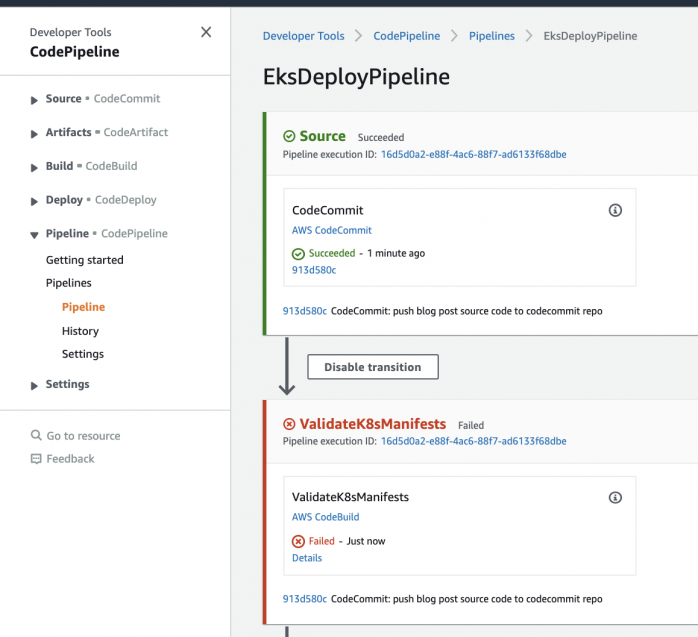 Developer Tools
CodePipeline
Source • CodeCommit
Artifacts • CodeArtifact
Build • CodeBuild
Deploy • CodeDeploy
Pipeline • CodePipeline
Getting started
Pipelines
Pipeline
History
Settings
Settings
Go to resource
Feedback
Developer Tools > CodePipeline > Pipelines > EksDeployPipeline
EksDeployPipeline
Source Succeeded
Pipeline execution ID: 16d5d0a2-e88f-4ac6-88f7-ad6133f68dbe
CodeCommit
AWS CodeCommit
Succeeded - 1 minute ago
913d580c
913d580c CodeCommit: push blog post source code to codecommit repo
Disable transition
ValidateK8sManifests Failed
Pipeline execution ID: 16d5d0a2-e88f-4ac6-88f7-ad6133f68dbe
ValidateK8sManifests
AWS CodeBuild
Failed - Just now
Details
913d580c CodeCommit: push blog post source code to codecommit repo